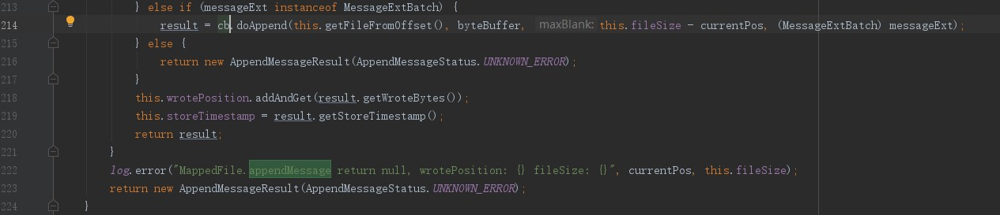 213 } else if (messageExt instanceof MessageExtBatch) {
214 result = cb.doAppend(this.getFileFromOffset(), byteBuffer, maxBlank: this.fileSize - currentPos, (MessageExtBatch) messageExt);
215 } else {
216 return new AppendMessageResult(AppendMessageStatus.UNKNOWN_ERROR);
217 }
218 this.wrotePosition.addAndGet(result.getWroteBytes());
219 this.storeTimestamp = result.getStoreTimestamp();
220 return result;
221 }
222 log.error("MappedFile.appendMessage return null, wrotePosition: {} fileSize: {}", currentPos, this.fileSize);
223 return new AppendMessageResult(AppendMessageStatus.UNKNOWN_ERROR);
224 }